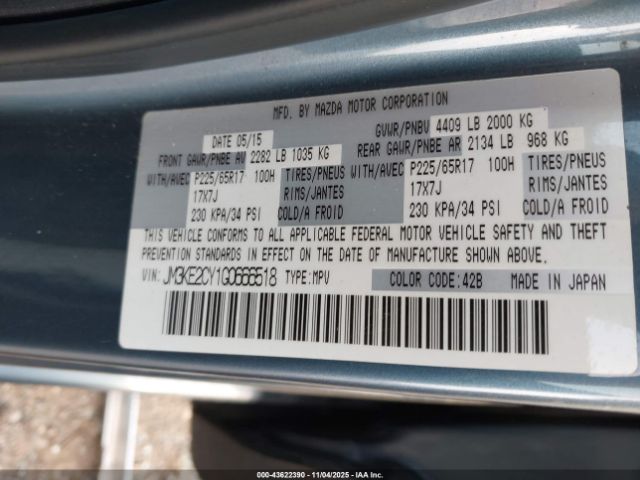 MFD. BY MAZDA MOTOR CORPORATION
DATE 05/15 GVWR/PNBV 4409 LB 2000 KG
FRONT GAWR/PNBE AV 2282 LB 1035 KG REAR GAWR/PNBE AR 2134 LB 968 KG
WITH/AVEC P225/65R17 100H TIRES/PNEUS WITH/AVEC P225/65R17 100H TIRES/PNEUS
17X7J RIMS/JANTES 17X7J RIMS/JANTES
230 KPA/34 PSI COLD/A FROID 230 KPA/34 PSI COLD/A FROID
THIS VEHICLE CONFORMS TO ALL APPLICABLE FEDERAL MOTOR VEHICLE SAFETY AND THEFT
PREVENTION STANDARDS IN EFFECT ON THE DATE OF MANUFACTURE SHOWN ABOVE.
VIN: JM3KE2CY1G0666518 TYPE:MPV COLOR CODE:42B MADE IN JAPAN
000-43622390 - 11/04/2025 - IAA, Inc.